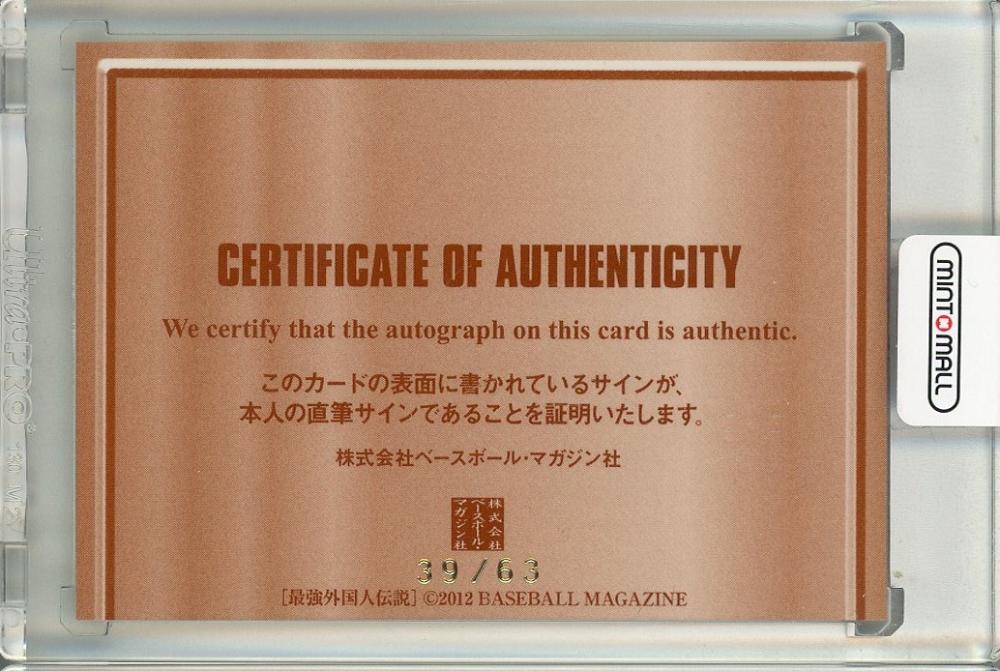 CERTIFICATE OF AUTHENTICITY
We certify that the autograph on this card is authentic.
このカードの表面に書かれているサインが、
本人の直筆サインであることを証明いたします。
株式会社ベースボール・マガジン社
株式会社
ベースボール・
マガジン社
39/63
[最強外国人伝説] ©2012 BASEBALL MAGAZINE
MINT MALL
Ultra·PRO®